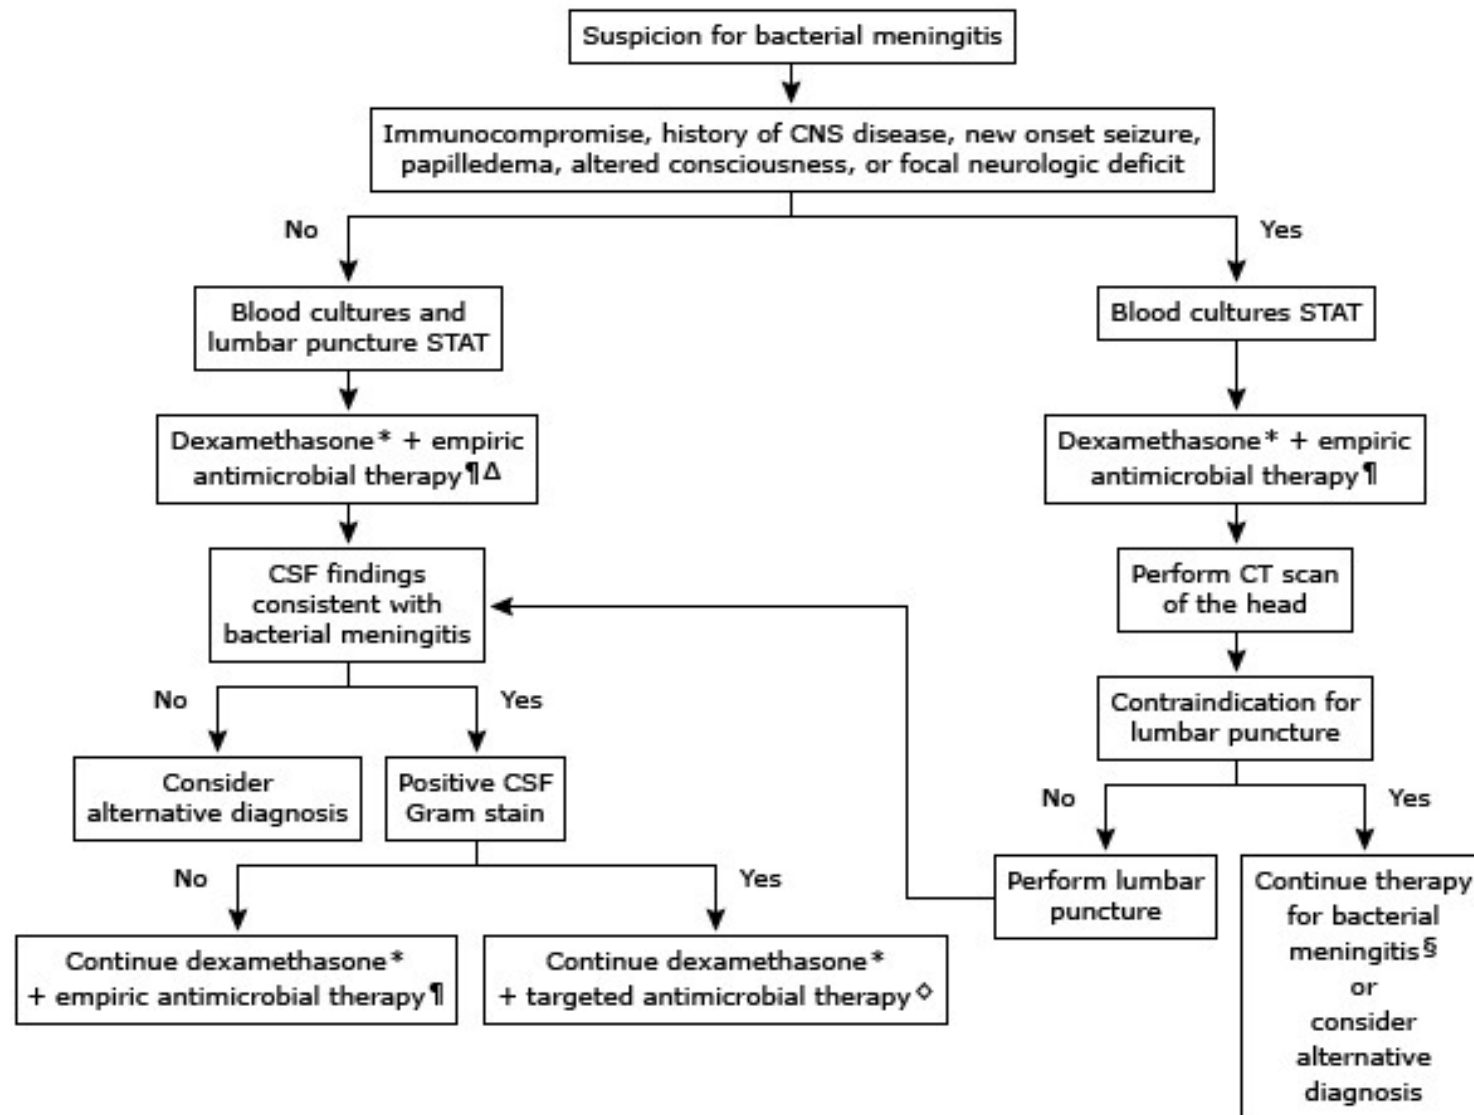 Suspicion for bacterial meningitis
Immunocompromise, history of CNS disease, new onset seizure,
papilledema, altered consciousness, or focal neurologic deficit
No
Yes
Blood cultures and
lumbar puncture STAT
Blood cultures STAT
Dexamethasone* + empiric
antimicrobial therapy¶Δ
Dexamethasone* + empiric
antimicrobial therapy¶
CSF findings
consistent with
bacterial meningitis
Perform CT scan
of the head
No
Yes
Contraindication for
lumbar puncture
Consider
alternative diagnosis
Positive CSF
Gram stain
No
Yes
No
Yes
Perform lumbar
puncture
Continue therapy
for bacterial
meningitis§
or
consider
alternative
diagnosis
Continue dexamethasone*
+ empiric antimicrobial therapy¶
Continue dexamethasone*
+ targeted antimicrobial therapy◇